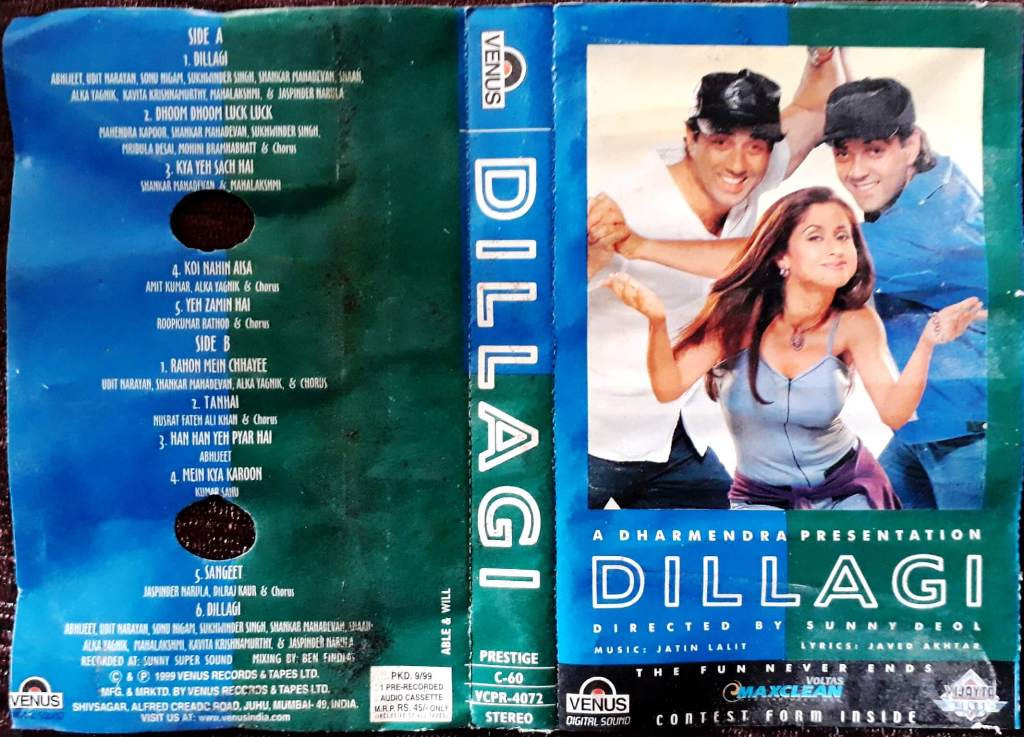 SIDE A
1. DILLAGI
ABHIJEET, UDIT NARAYAN, SONU NIGAM, SUKHWINDER SINGH, SHANKAR MAHADEVAN, SHAAN,
ALKA YAGNIK, KAVITA KRISHNAMURTHY, MAHALAKSHMI, & JASPINDER NARULA
2. DHOOM DHOOM LUCK LUCK
MAHENDRA KAPOOR, SHANKAR MAHADEVAN, SUKHWINDER SINGH,
MRIDULA DESAI, MOHINI BRAMHABHATT & Chorus
3. KYA YEH SACH HAI
SHANKAR MAHADEVAN & MAHALAKSHMI
4. KOI NAHIN AISA
AMIT KUMAR, ALKA YAGNIK & Chorus
5. YEH ZAMIN HAI
ROOPKUMAR RATHOD & Chorus
SIDE B
1. RAHON MEIN CHHAYEE
UDIT NARAYAN, SHANKAR MAHADEVAN, ALKA YAGNIK, & CHORUS
2. TANHAI
NUSRAT FATEH ALI KHAN & Chorus
3. HAN HAN YEH PYAR HAI
ABHIJEET
4. MEIN KYA KAROON
KUMAR SANU
5. SANGEET
JASPINDER NARULA, DILRAJ KAUR & Chorus
6. DILLAGI
ABHIJEET, UDIT NARAYAN, SONU NIGAM, SUKHWINDER SINGH, SHANKAR MAHADEVAN, SHAAN
ALKA YAGNIK, MAHALAKSHMI, KAVITA KRISHNAMURTHY, & JASPINDER NARULA
RECORDED AT: SUNNY SUPER SOUND MIXING BY: BEN FINDLAS
© & ℗ 1999 VENUS RECORDS & TAPES LTD.
MFG. & MRKTD. BY VENUS RECORDS & TAPES LTD.
SHIVSAGAR, ALFRED CREADO ROAD, JUHU, MUMBAI- 49, INDIA.
VISIT US AT: www.venusindia.com
VENUS
PKD. 9/99
1 PRE-RECORDED
AUDIO CASSETTE
M.R.P. RS. 45/- ONLY
(INCLUSIVE OF ALL TAXES)
ABLE & WILL
VENUS
DILLAGI
PRESTIGE
C-60
VCPR-4072
STEREO
A DHARMENDRA PRESENTATION
DILLAGI
DIRECTED BY SUNNY DEOL
MUSIC: JATIN LALIT LYRICS: JAVED AKHTAR
THE FUN NEVER ENDS
VENUS
DIGITAL SOUND
VOLTAS
MAXCLEAN
CONTEST FORM INSIDE
VIJAYTA
FILMS